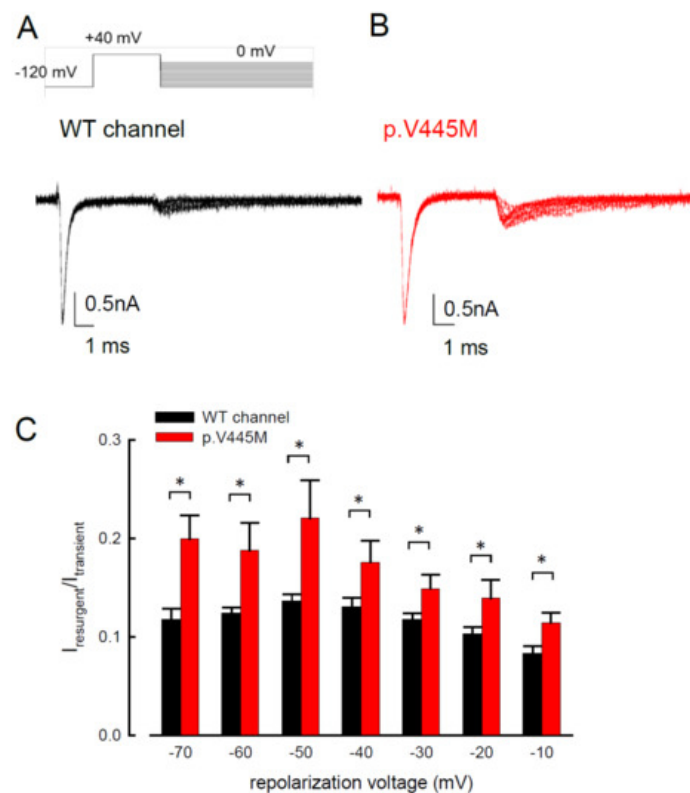 A
+40 mV
0 mV
-120 mV
WT channel
0.5nA
1 ms
B
p.V445M
0.5nA
1 ms
C
WT channel
p.V445M
I_resurgent/I_transient
0.3
0.2
0.1
0.0
* * * * * * *
-70 -60 -50 -40 -30 -20 -10
repolarization voltage (mV)